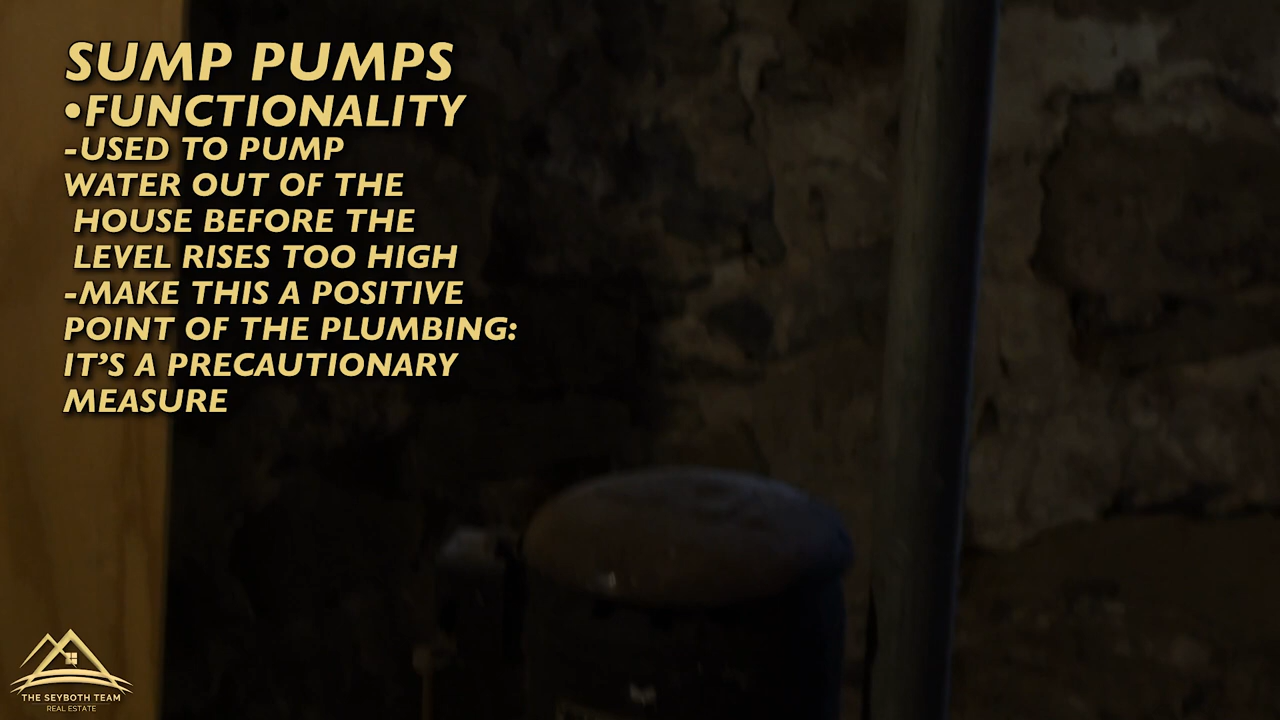 SUMP PUMPS
•FUNCTIONALITY
-USED TO PUMP
WATER OUT OF THE
HOUSE BEFORE THE
LEVEL RISES TOO HIGH
-MAKE THIS A POSITIVE
POINT OF THE PLUMBING:
IT’S A PRECAUTIONARY
MEASURE
THE SEYBOTH TEAM
REAL ESTATE